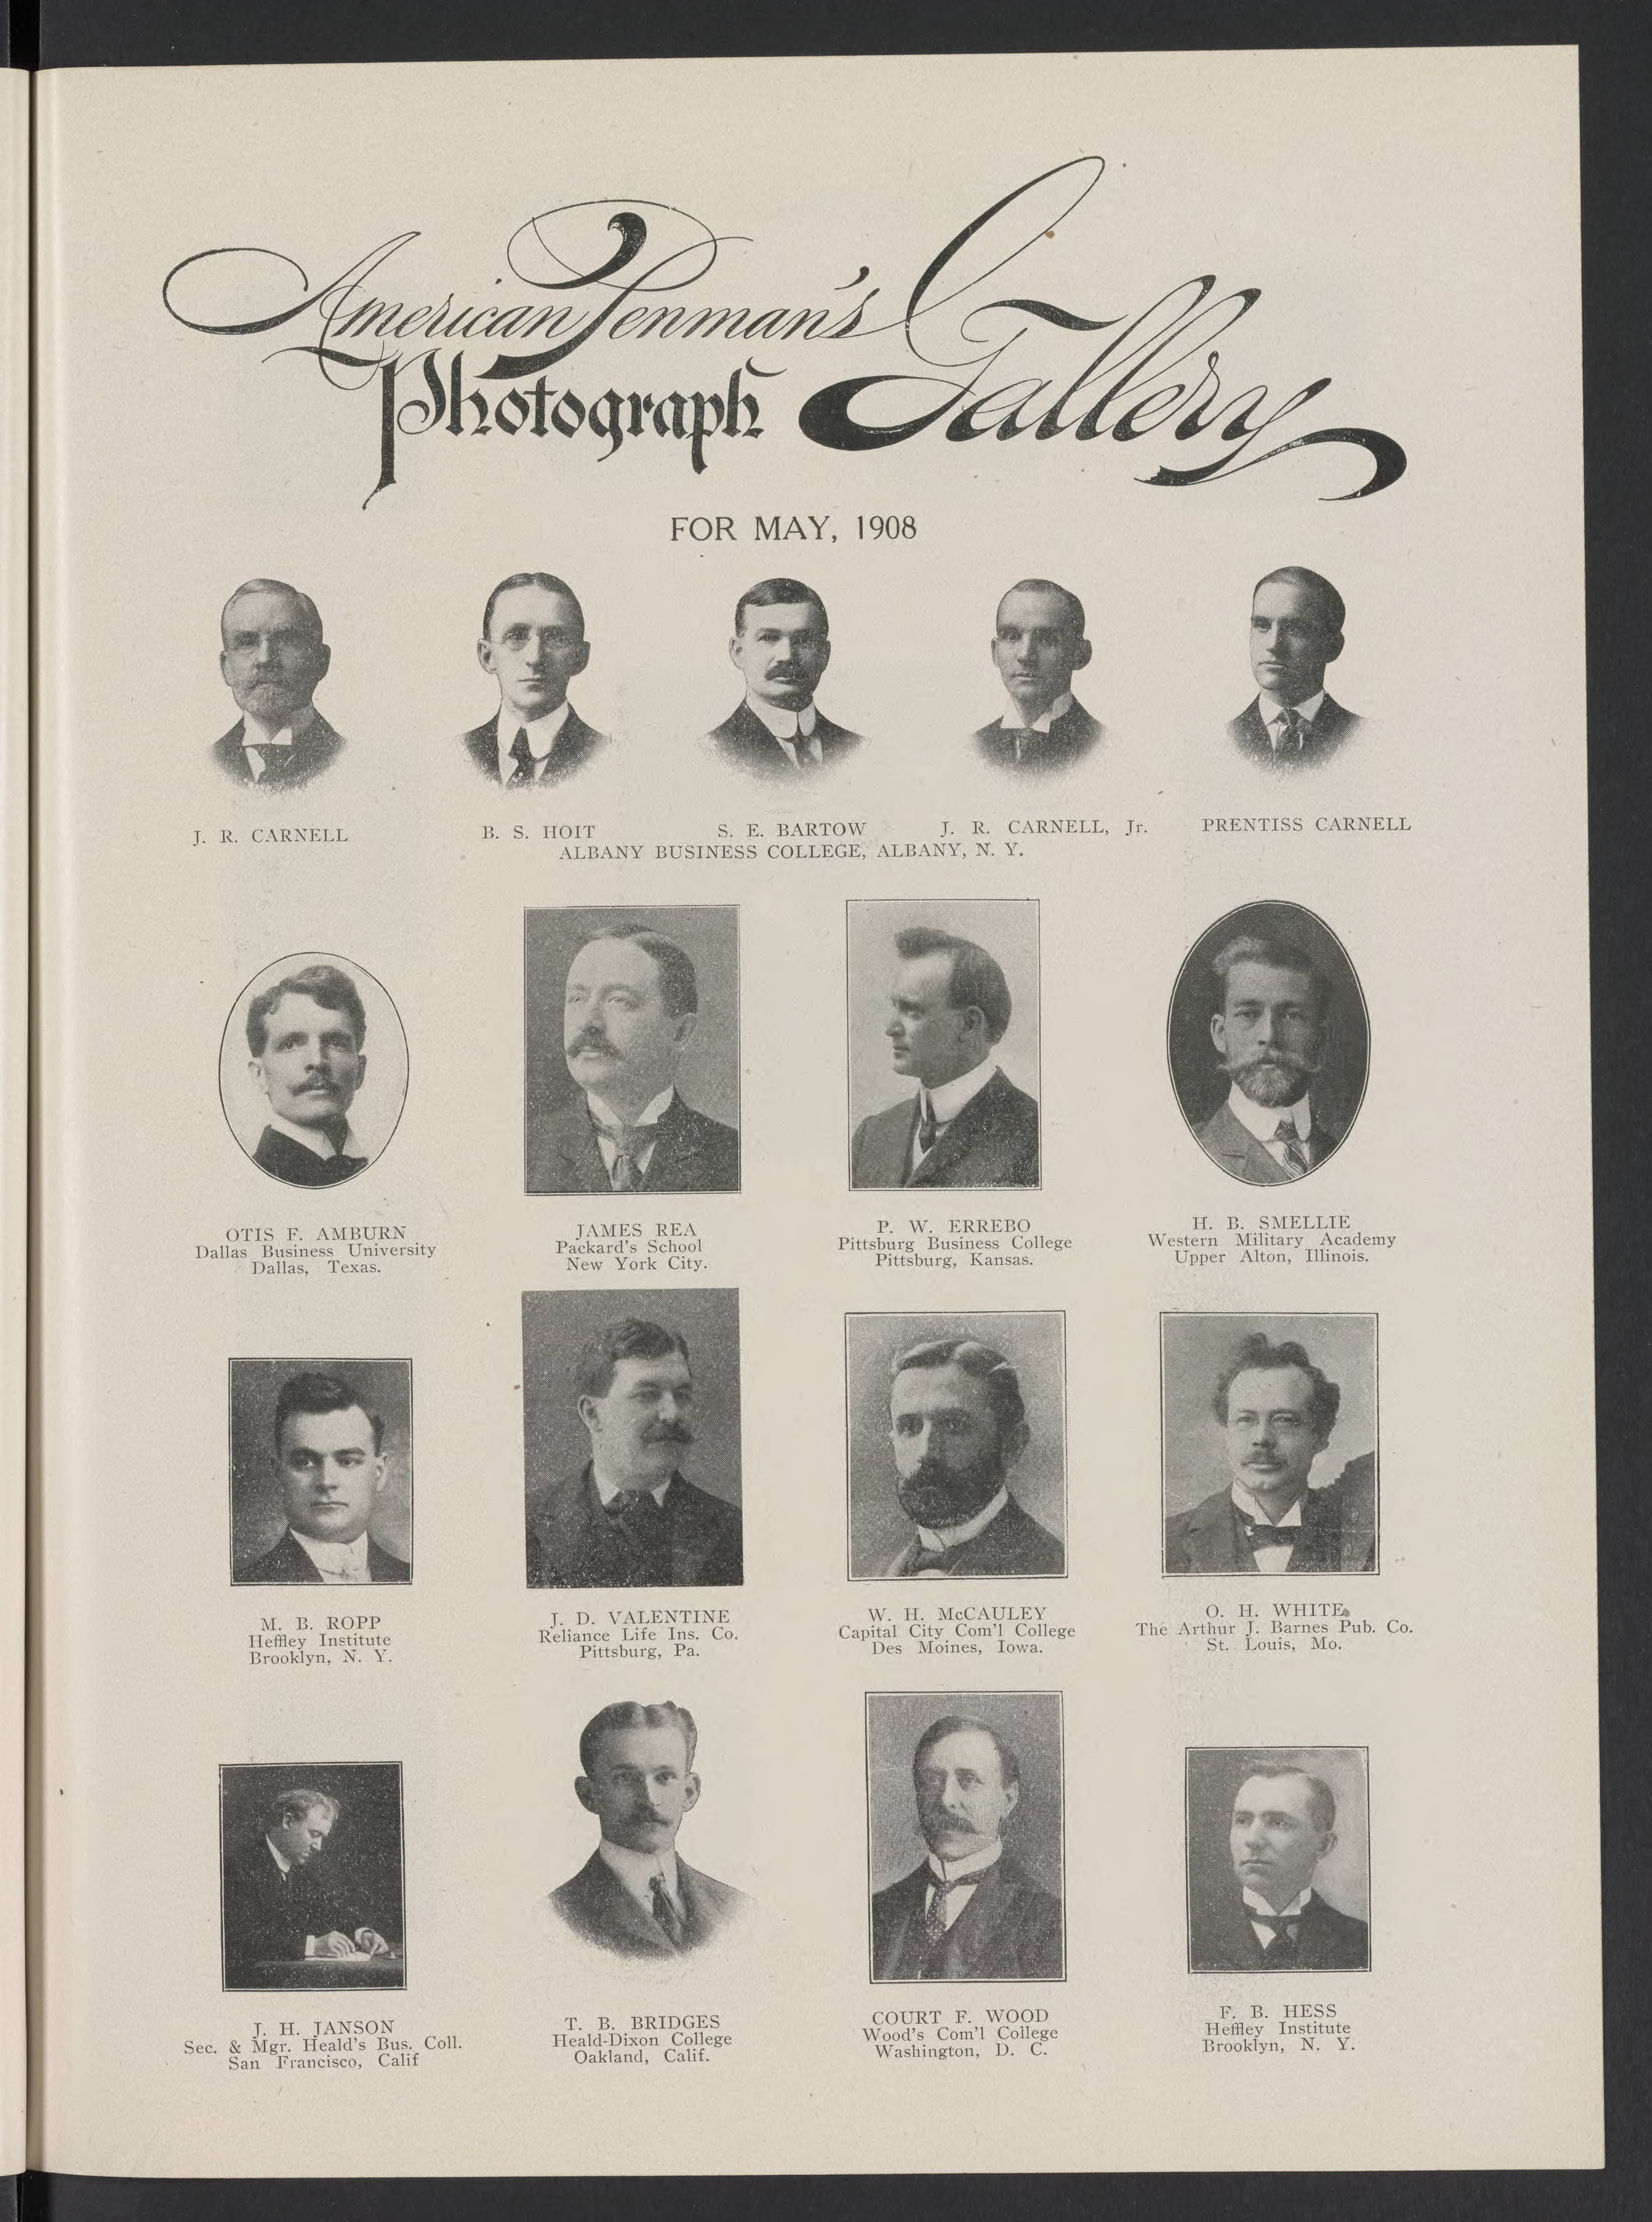 American Penman's
Photograph Gallery
FOR MAY, 1908
J. R. CARNELL
B. S. HOIT
S. E. BARTOW
J. R. CARNELL, Jr.
PRENTISS CARNELL
ALBANY BUSINESS COLLEGE, ALBANY, N. Y.
OTIS F. AMBURN
Dallas Business University
Dallas, Texas.
JAMES REA
Packard's School
New York City.
P. W. ERREBO
Pittsburg Business College
Pittsburg, Kansas.
H. B. SMELLIE
Western Military Academy
Upper Alton, Illinois.
M. B. ROPP
Heffley Institute
Brooklyn, N. Y.
J. D. VALENTINE
Reliance Life Ins. Co.
Pittsburg, Pa.
W. H. McCAULEY
Capital City Com'l College
Des Moines, Iowa.
O. H. WHITE
The Arthur J. Barnes Pub. Co.
St. Louis, Mo.
J. H. JANSON
Sec. & Mgr. Heald's Bus. Coll.
San Francisco, Calif
T. B. BRIDGES
Heald-Dixon College
Oakland, Calif.
COURT F. WOOD
Wood's Com'l College
Washington, D. C.
F. B. HESS
Heffley Institute
Brooklyn, N. Y.